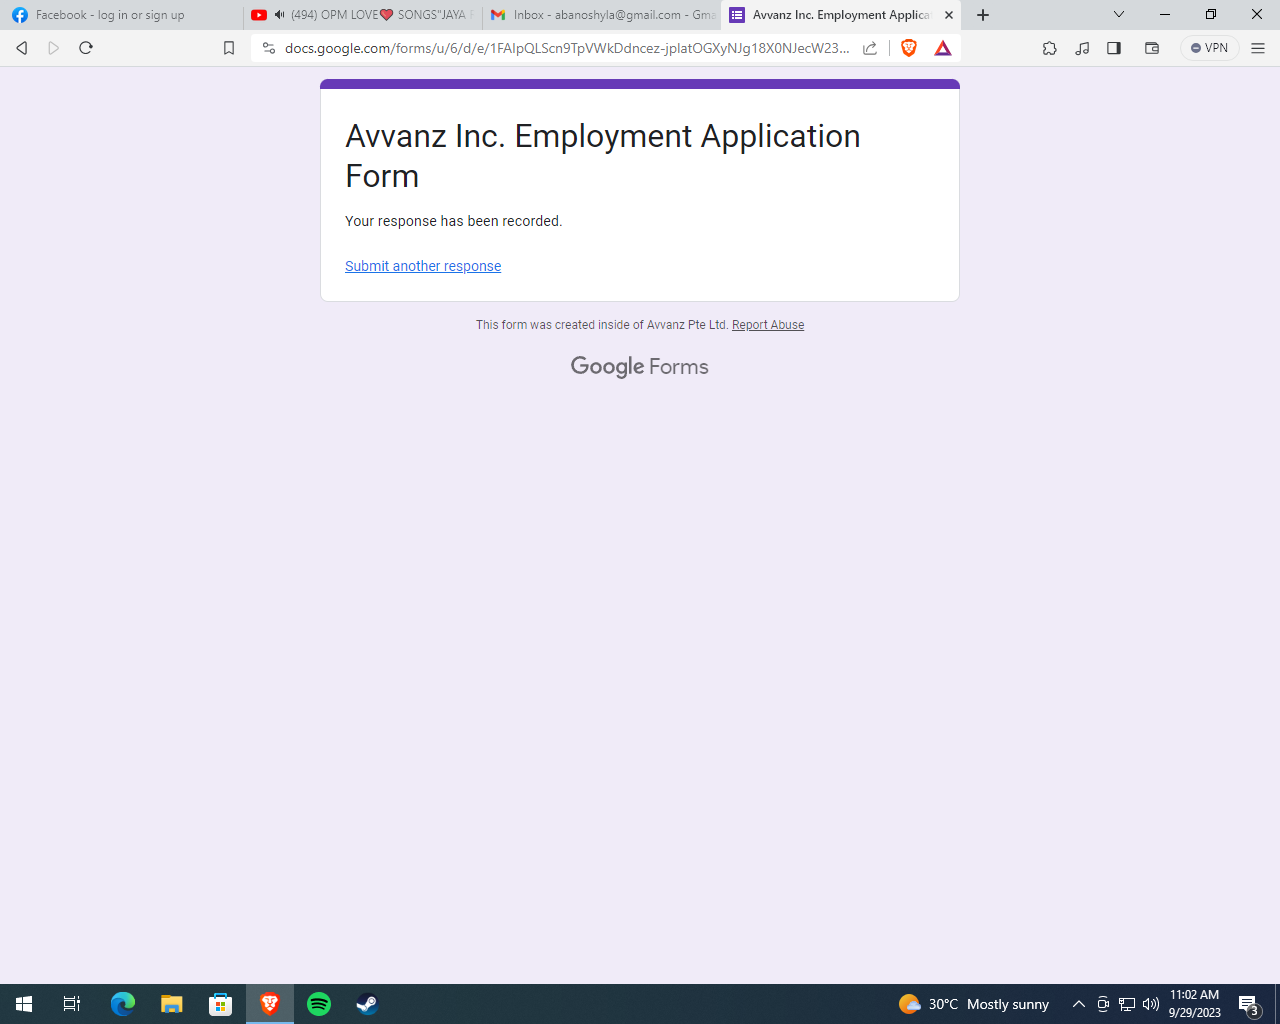 Facebook - log in or sign up
(494) OPM LOVE❤️ SONGS"JAYA
Inbox - abanoshyla@gmail.com - Gma
Avvanz Inc. Employment Applica
docs.google.com/forms/u/6/d/e/1FAIpQLScn9TpVWkDdncez-jplatOGXyNJg18X0NJecW23...
VPN
Avvanz Inc. Employment Application
Form
Your response has been recorded.
Submit another response
This form was created inside of Avvanz Pte Ltd. Report Abuse
Google Forms
30°C Mostly sunny
11:02 AM
9/29/2023
3